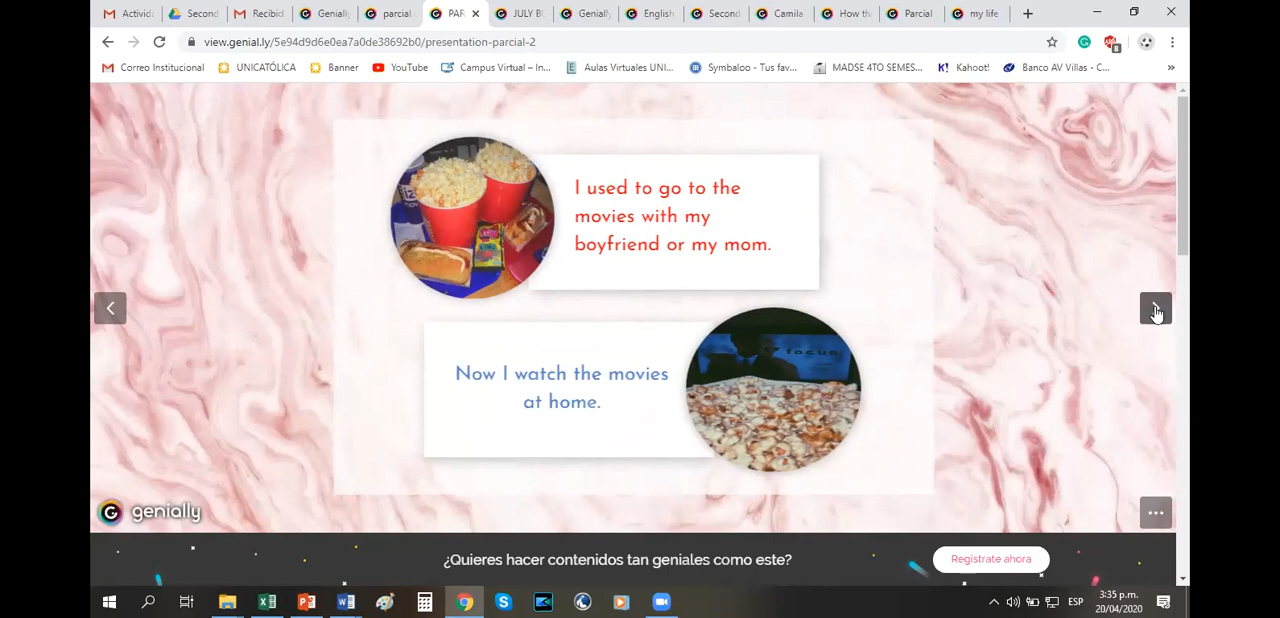 Activid
Second
Recibid
Genially
parcial
PAR
JULY BO
Genially
English
Second
Camila
How th
Parcial
my life
view.genial.ly/5e94d9d6e0ea7a0de38692b0/presentation-parcial-2
8
Correo Institucional
UNICATÓLICA
Banner
YouTube
Campus Virtual – In...
Aulas Virtuales UNI...
Symbaloo - Tus fav...
MADSE 4TO SEMES...
Kahoot!
Banco AV Villas - C...
»
I used to go to the
movies with my
boyfriend or my mom.
focus
Now I watch the movies
at home.
genially
¿Quieres hacer contenidos tan geniales como este?
Regístrate ahora
ESP
3:35 p.m.
20/04/2020